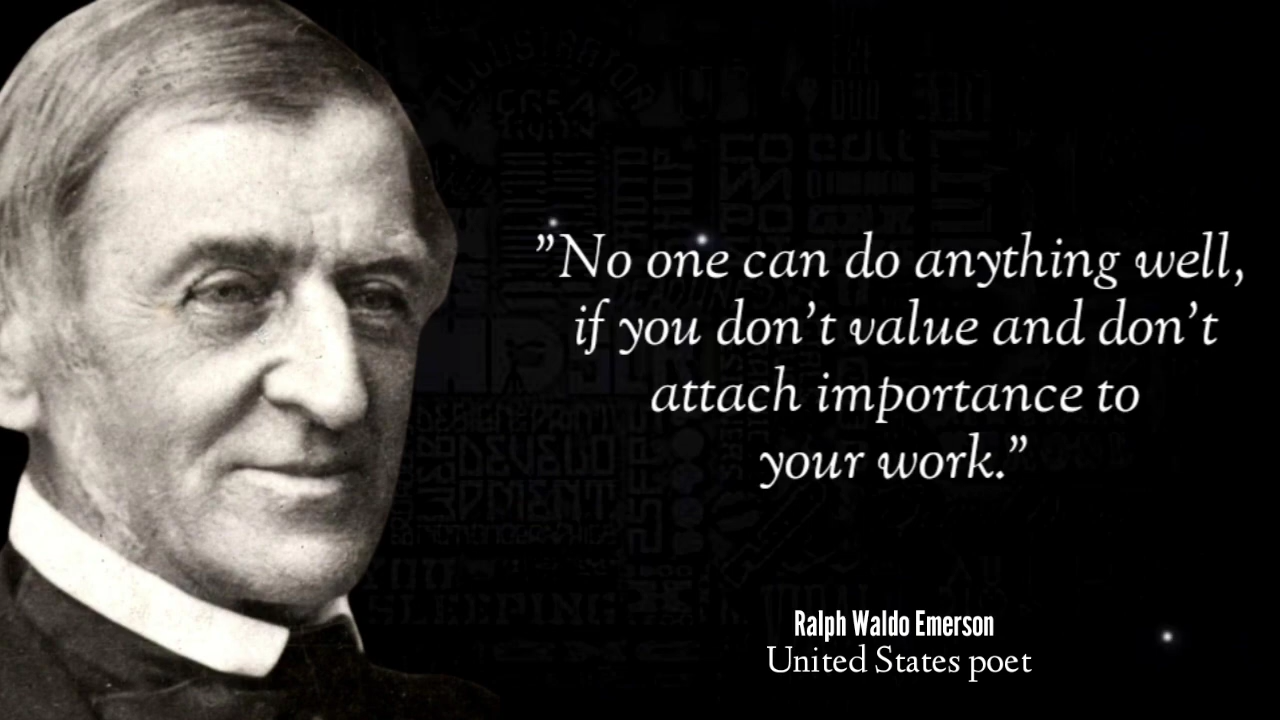 ”No one can do anything well,
if you don’t value and don’t
attach importance to
your work.”
Ralph Waldo Emerson
United States poet